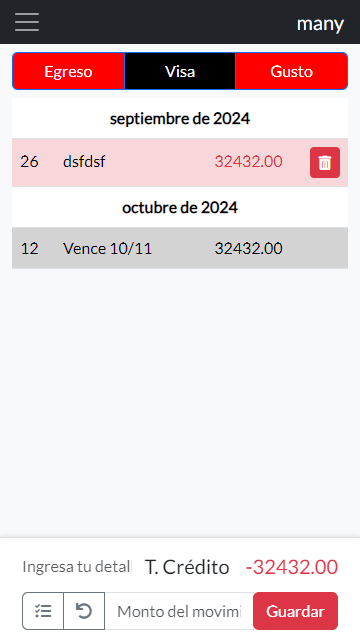 many
Egreso Visa Gusto
septiembre de 2024
26 dsfdsf 32432.00
octubre de 2024
12 Vence 10/11 32432.00
Ingresa tu detall T. Crédito -32432.00
Monto del movimi Guardar